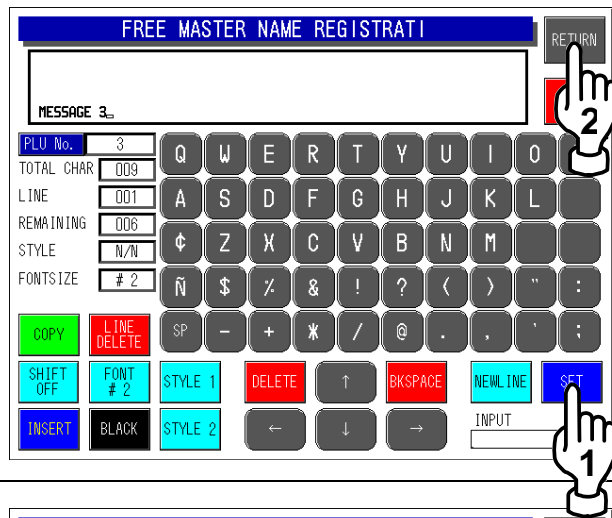 FREE MASTER NAME REGISTRATI
RETURN
MESSAGE 3
2
PLU No. 3
TOTAL CHAR 009
LINE 001
REMAINING 006
STYLE N/N
FONTSIZE # 2
Q W E R T Y U I O
A S D F G H J K L
¢ Z X C V B N M
Ñ $ % & ! ? ( ) " :
SP - + * / @ . , ' ;
COPY LINE DELETE
SHIFT OFF FONT # 2 STYLE 1 DELETE ↑ BKSPACE NEWLINE SET
INSERT BLACK STYLE 2 ← ↓ → INPUT
1